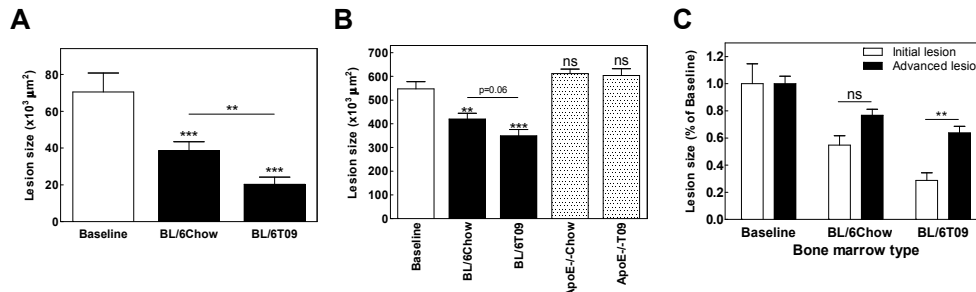 A
Lesion size (x10³ µm²)
80
60
40
20
0
**
***
***
Baseline
BL/6Chow
BL/6T09
B
Lesion size (x10³ µm²)
700
600
500
400
300
200
100
0
p=0.06
**
***
ns
ns
Baseline
BL/6Chow
BL/6T09
ApoE-/-Chow
ApoE-/-T09
C
Lesion size (% of Baseline)
1.2
1.0
0.8
0.6
0.4
0.2
0.0
Initial lesion
Advanced lesion
ns
**
Baseline
BL/6Chow
BL/6T09
Bone marrow type